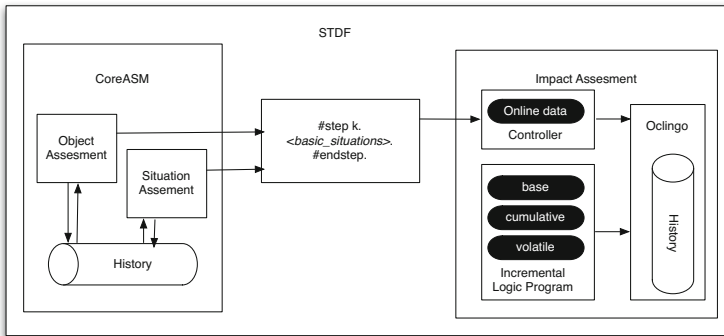 STDF
CoreASM
Object
Assesment
Situation
Assement
History
#step k.
<basic_situations>.
#endstep.
Impact Assesment
Online data
Controller
base
cumulative
volatile
Incremental
Logic Program
Oclingo
History